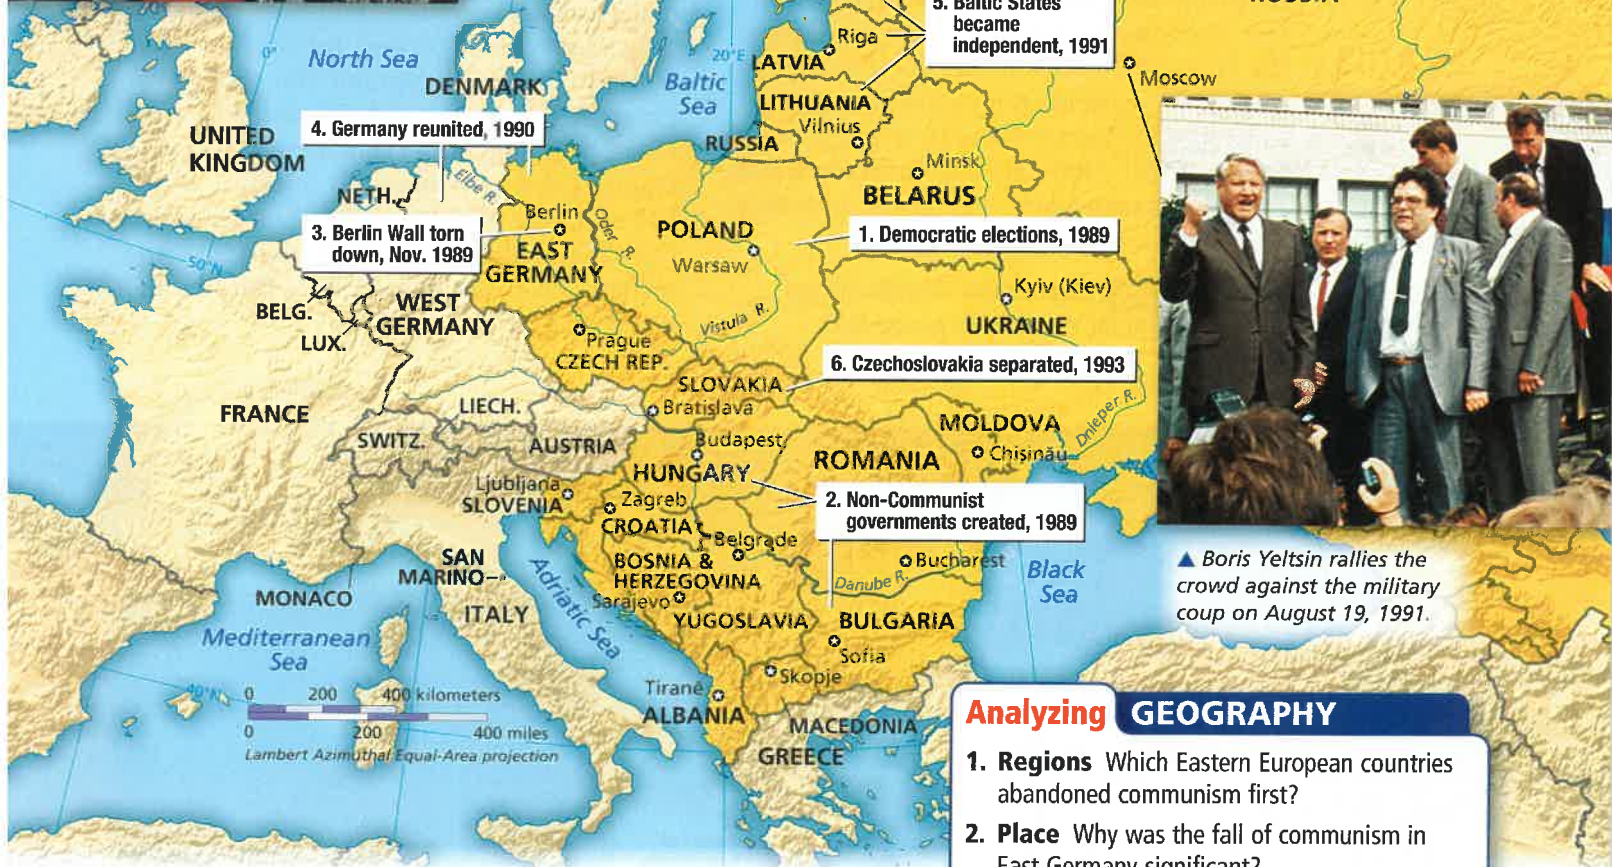 5. Baltic States
became
independent, 1991
Riga
LATVIA
20°E
0°
North Sea
DENMARK
Baltic
Sea
Moscow
LITHUANIA
Vilnius
4. Germany reunited, 1990
UNITED
KINGDOM
RUSSIA
Minsk
BELARUS
NETH.
Elbe R.
Berlin
Oder R.
POLAND
Warsaw
1. Democratic elections, 1989
3. Berlin Wall torn
down, Nov. 1989
EAST
GERMANY
50°N
Kyiv (Kiev)
UKRAINE
BELG.
WEST
GERMANY
LUX.
Vistula R.
Prague
CZECH REP.
6. Czechoslovakia separated, 1993
SLOVAKIA
Bratislava
FRANCE
LIECH.
SWITZ.
AUSTRIA
MOLDOVA
Chişinău
Dnieper R.
Budapest
HUNGARY
ROMANIA
Ljubljana
SLOVENIA
Zagreb
CROATIA
2. Non-Communist
governments created, 1989
Belgrade
BOSNIA &
HERZEGOVINA
Sarajevo
Bucharest
Danube R.
Black
Sea
SAN
MARINO
MONACO
ITALY
Adriatic Sea
YUGOSLAVIA
BULGARIA
Sofia
Mediterranean
Sea
Skopje
Tiranë
ALBANIA
MACEDONIA
GREECE
40°N
0 200 400 kilometers
0 200 400 miles
Lambert Azimuthal Equal-Area projection
▲ Boris Yeltsin rallies the
crowd against the military
coup on August 19, 1991.
Analyzing GEOGRAPHY
1. Regions Which Eastern European countries
abandoned communism first?
2. Place Why was the fall of communism in
East Germany significant?